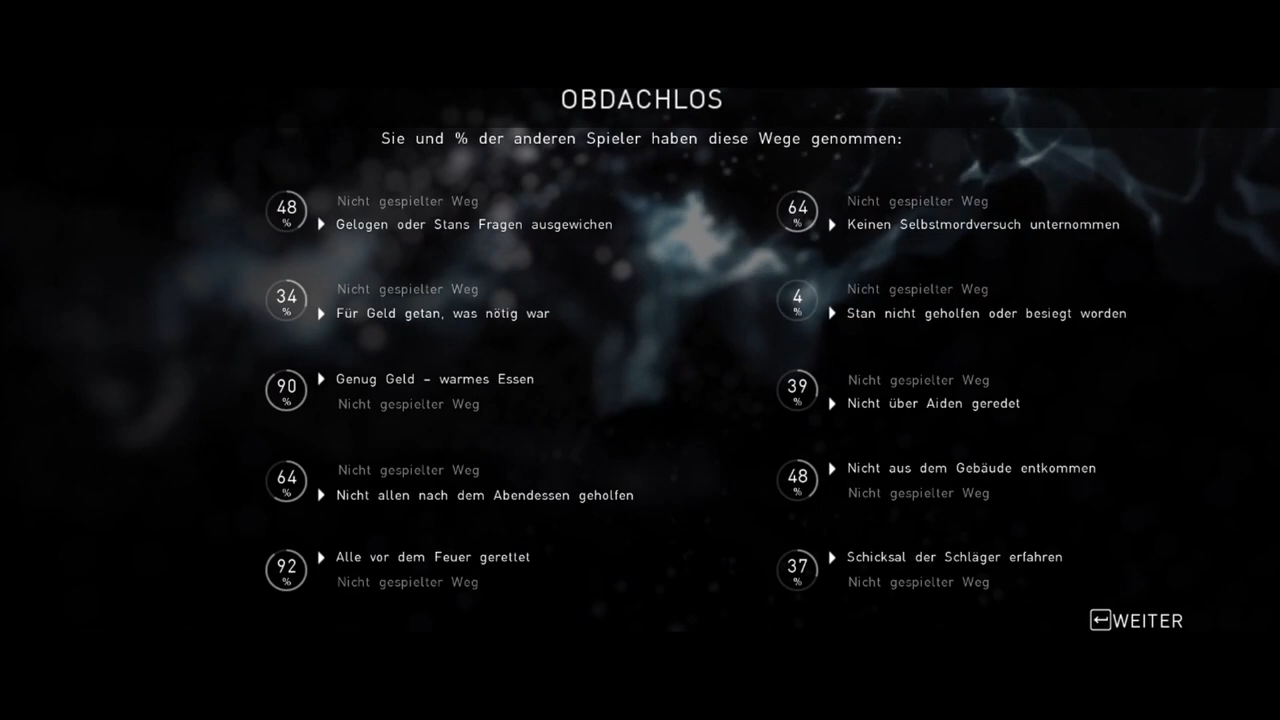 OBDACHLOS
Sie und % der anderen Spieler haben diese Wege genommen:
48 %
Nicht gespielter Weg
Gelogen oder Stans Fragen ausgewichen
34 %
Nicht gespielter Weg
Für Geld getan, was nötig war
90 %
Genug Geld – warmes Essen
Nicht gespielter Weg
64 %
Nicht gespielter Weg
Nicht allen nach dem Abendessen geholfen
92 %
Alle vor dem Feuer gerettet
Nicht gespielter Weg
64 %
Nicht gespielter Weg
Keinen Selbstmordversuch unternommen
4 %
Nicht gespielter Weg
Stan nicht geholfen oder besiegt worden
39 %
Nicht gespielter Weg
Nicht über Aiden geredet
48 %
Nicht aus dem Gebäude entkommen
Nicht gespielter Weg
37 %
Schicksal der Schläger erfahren
Nicht gespielter Weg
WEITER